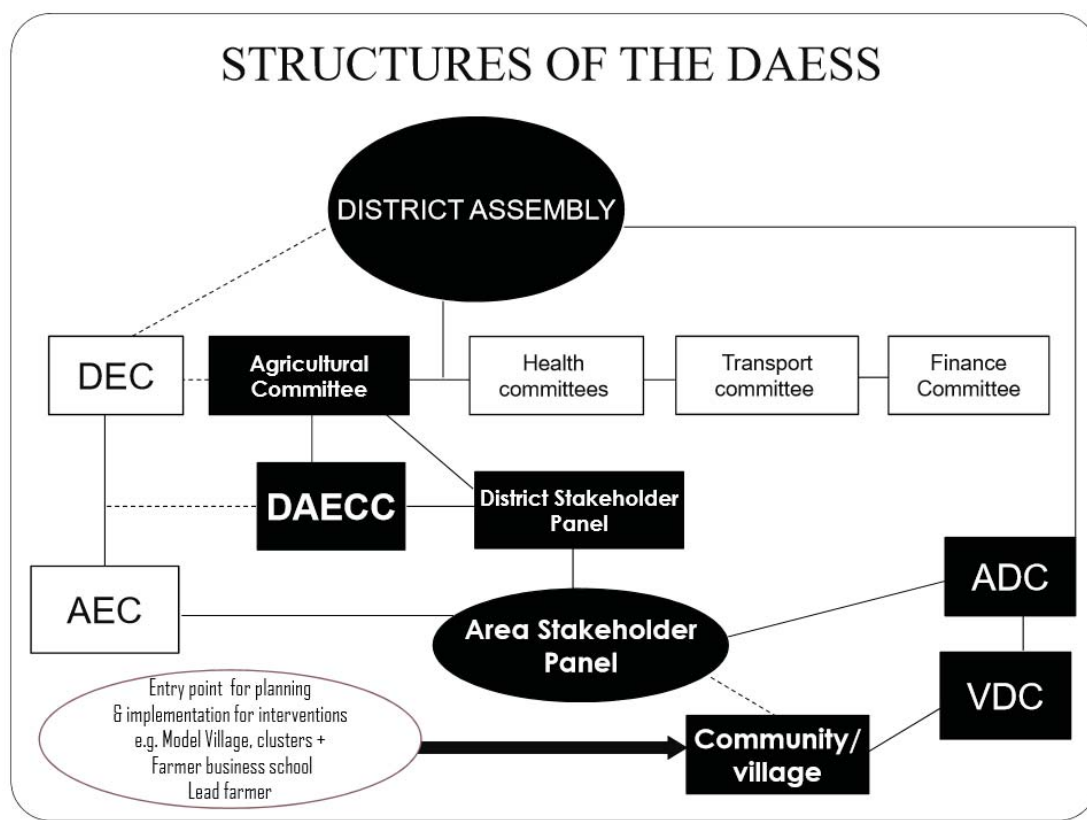 STRUCTURES OF THE DAESS
DISTRICT ASSEMBLY
DEC
Agricultural
Committee
Health
committees
Transport
committee
Finance
Committee
DAECC
District Stakeholder
Panel
AEC
Area Stakeholder
Panel
ADC
VDC
Entry point for planning
& implementation for interventions
e.g. Model Village, clusters +
Farmer business school
Lead farmer
Community/
village